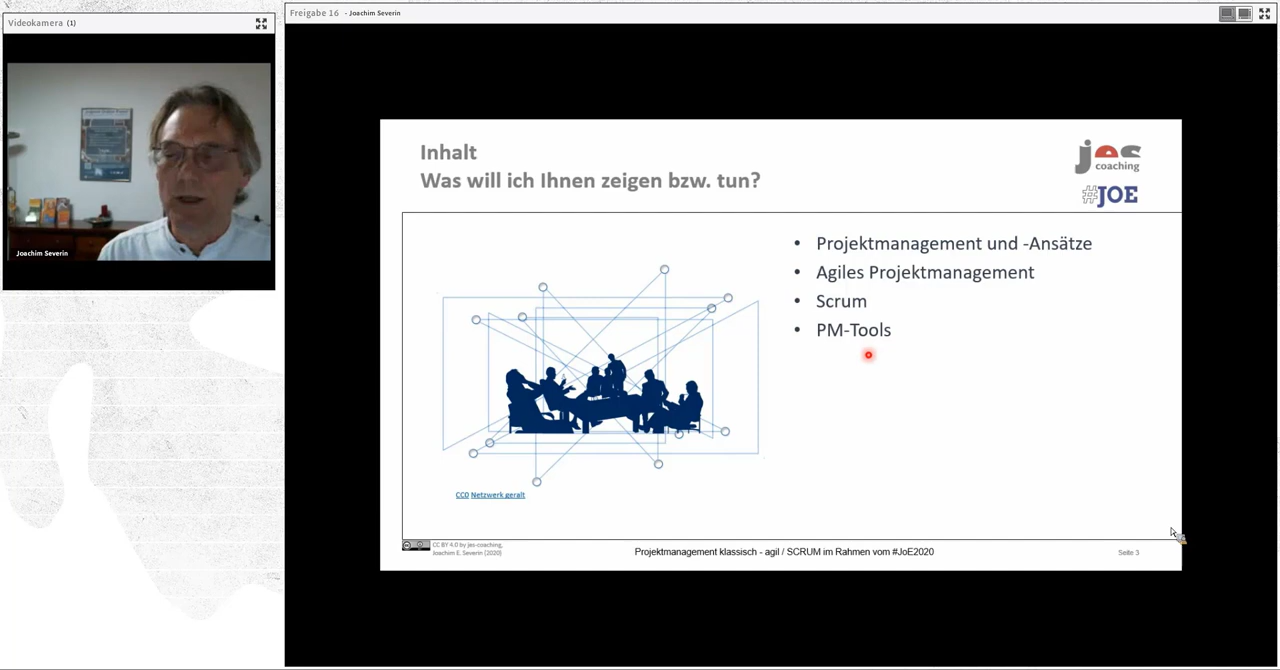 Videokamera (1)
Joachim Severin
Freigabe 16 - Joachim Severin
Inhalt
Was will ich Ihnen zeigen bzw. tun?
jes
coaching
#JOE
• Projektmanagement und -Ansätze
• Agiles Projektmanagement
• Scrum
• PM-Tools
CC0 Netzwerk geralt
CC BY 4.0 by jes-coaching,
Joachim E. Severin (2020)
Projektmanagement klassisch - agil / SCRUM im Rahmen vom #JoE2020
Seite 3